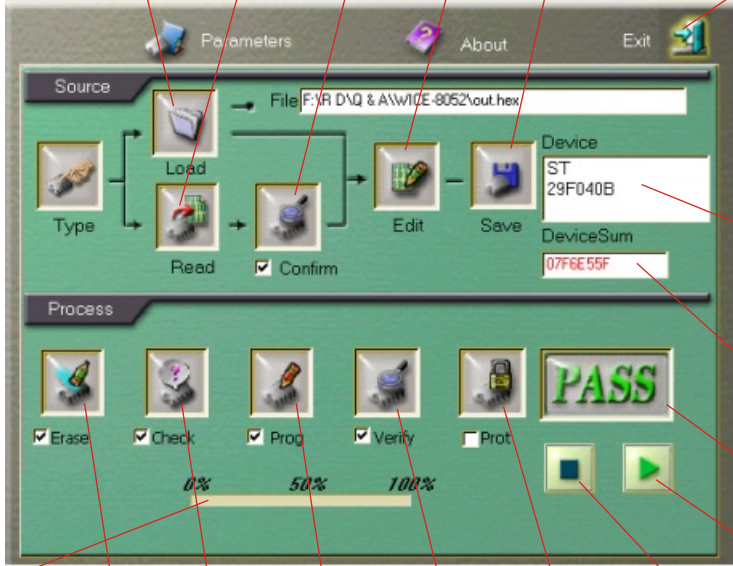 Parameters
About
Exit
Source
File F:\R D\Q & A\WICE-8052\out.hex
Load
Device
ST
29F040B
Type
Edit
Save
DeviceSum
07F6E55F
Read
Confirm
Process
PASS
Erase
Check
Prog
Verify
Prot
0% 50% 100%